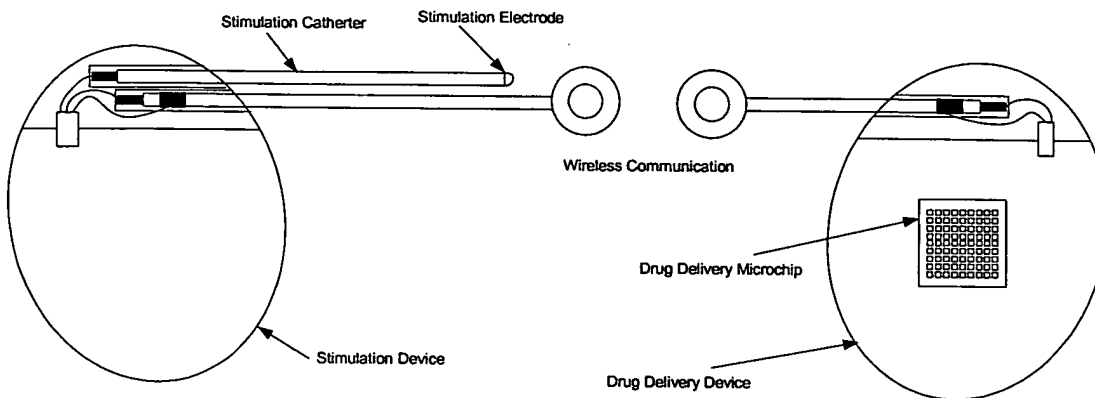 Stimulation Catherter
Stimulation Electrode
Wireless Communication
Drug Delivery Microchip
Stimulation Device
Drug Delivery Device